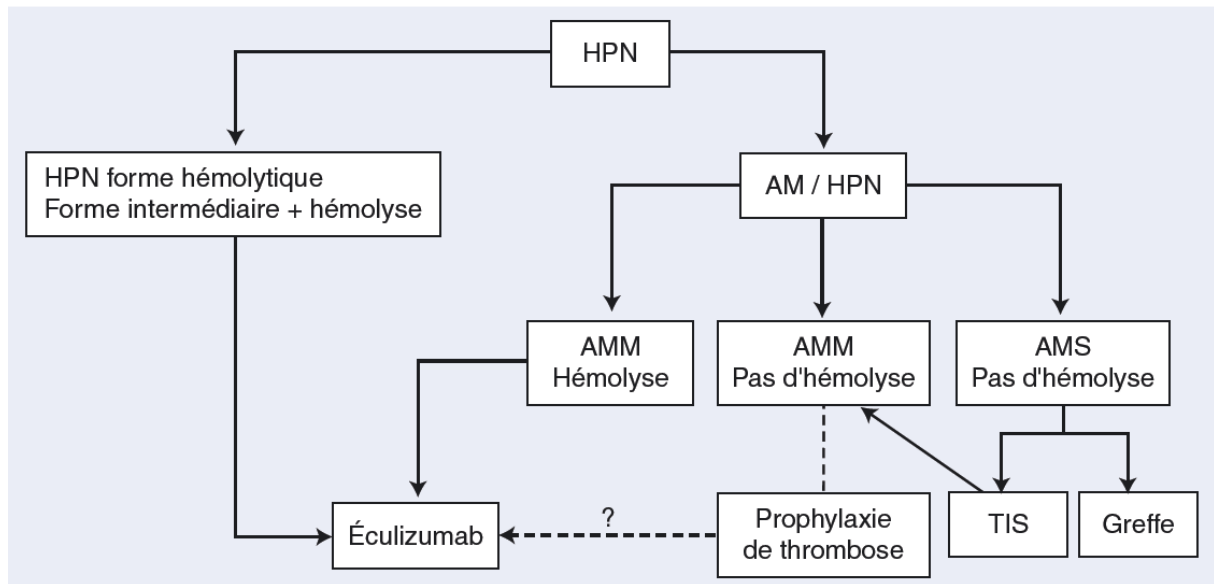 HPN
HPN forme hémolytique
Forme intermédiaire + hémolyse
AM / HPN
AMM
Hémolyse
AMM
Pas d'hémolyse
AMS
Pas d'hémolyse
Éculizumab
?
Prophylaxie
de thrombose
TIS
Greffe